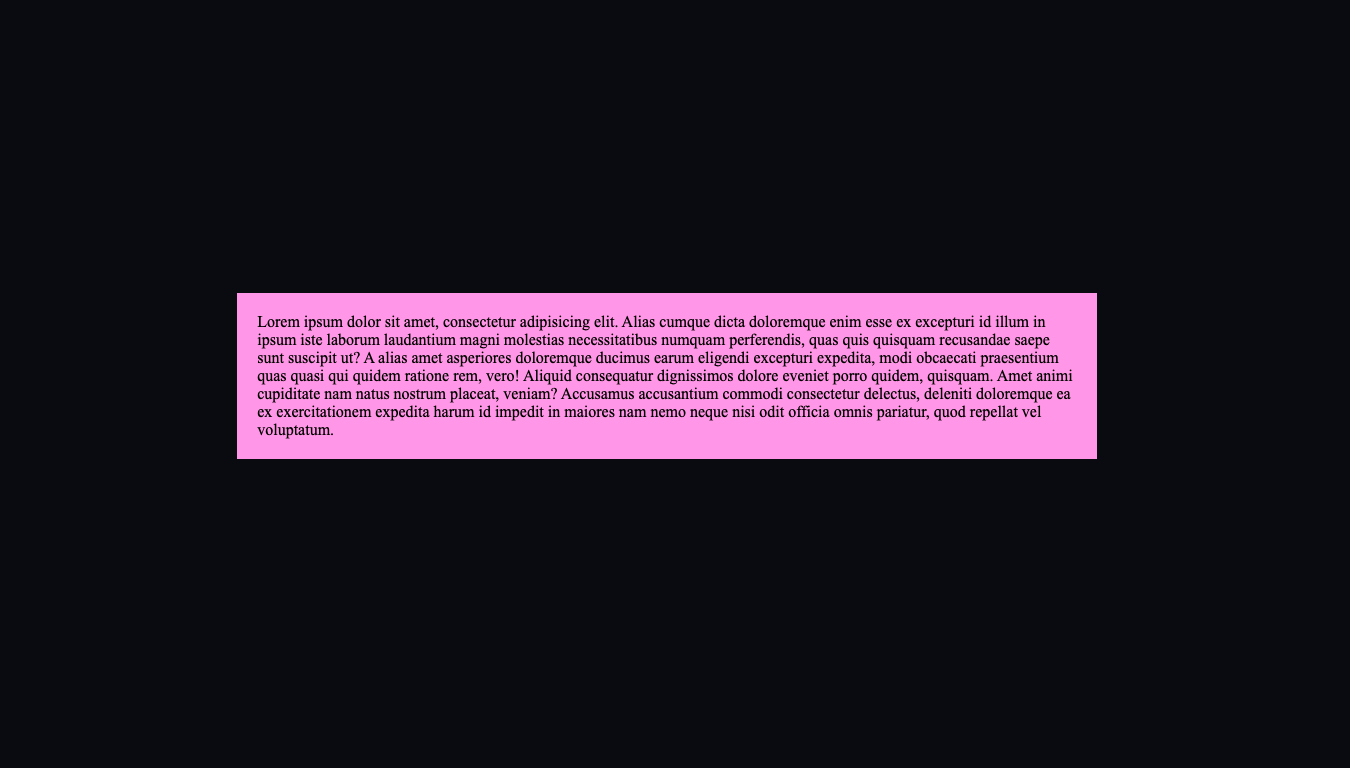 Lorem ipsum dolor sit amet, consectetur adipisicing elit. Alias cumque dicta doloremque enim esse ex excepturi id illum in
ipsum iste laborum laudantium magni molestias necessitatibus numquam perferendis, quas quis quisquam recusandae saepe
sunt suscipit ut? A alias amet asperiores doloremque ducimus earum eligendi excepturi expedita, modi obcaecati praesentium
quas quasi qui quidem ratione rem, vero! Aliquid consequatur dignissimos dolore eveniet porro quidem, quisquam. Amet animi
cupiditate nam natus nostrum placeat, veniam? Accusamus accusantium commodi consectetur delectus, deleniti doloremque ea
ex exercitationem expedita harum id impedit in maiores nam nemo neque nisi odit officia omnis pariatur, quod repellat vel
voluptatum.